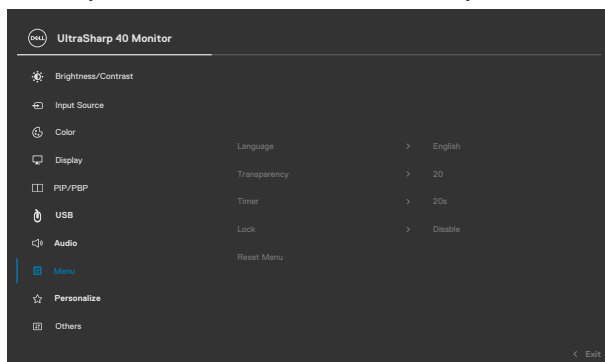 DELL UltraSharp 40 Monitor
Brightness/Contrast
Input Source
Color
Display
PIP/PBP
USB
Audio
Menu
Personalize
Others
Language > English
Transparency > 20
Timer > 20s
Lock > Disable
Reset Menu
< Exit